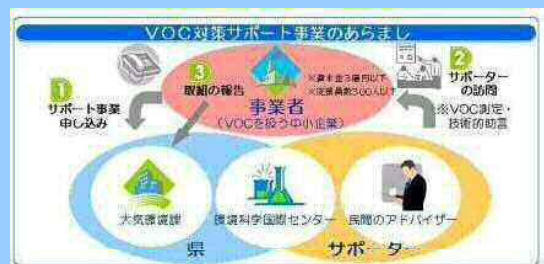 VOC対策サポート事業のあらまし
1
サポート事業
申し込み
3
取組の報告
事業者
(VOCを扱う中小企業)
※資本金3億円以下
※従業員数300人以下
2
サポーター
の訪問
※VOC測定・
技術的助言
大気環境課
環境科学国際センター
民間のアドバイザー
県
サポーター